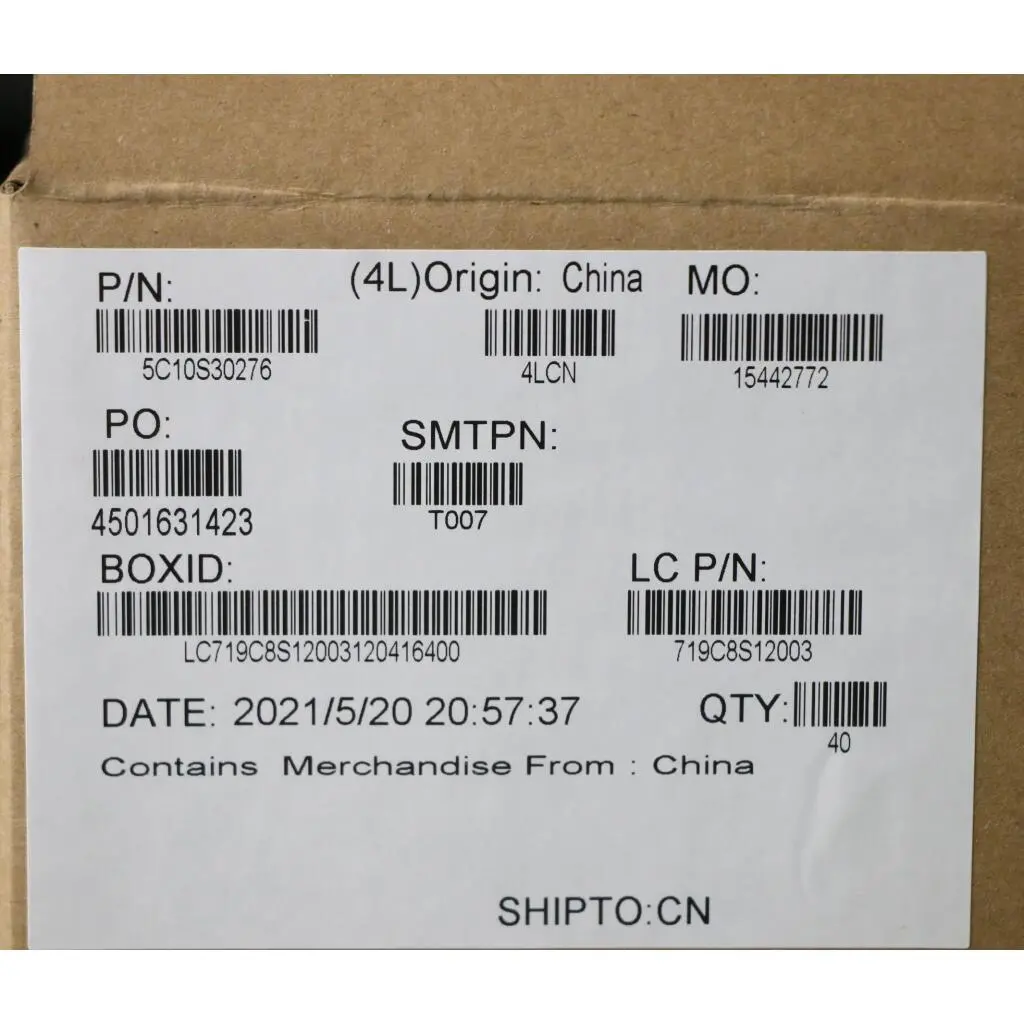 P/N: (4L)Origin: China MO:
5C10S30276 4LCN 15442772
PO: SMTPN:
4501631423 T007
BOXID: LC P/N:
LC719C8S12003120416400 719C8S12003
DATE: 2021/5/20 20:57:37 QTY:
40
Contains Merchandise From : China
SHIPTO:CN